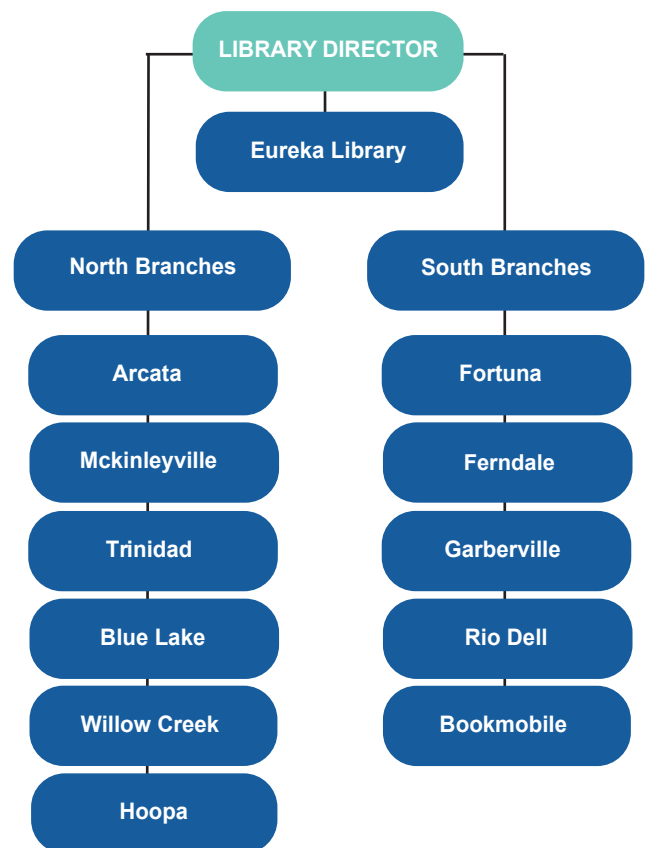 LIBRARY DIRECTOR
Eureka Library
North Branches
South Branches
Arcata
Mckinleyville
Trinidad
Blue Lake
Willow Creek
Hoopa
Fortuna
Ferndale
Garberville
Rio Dell
Bookmobile